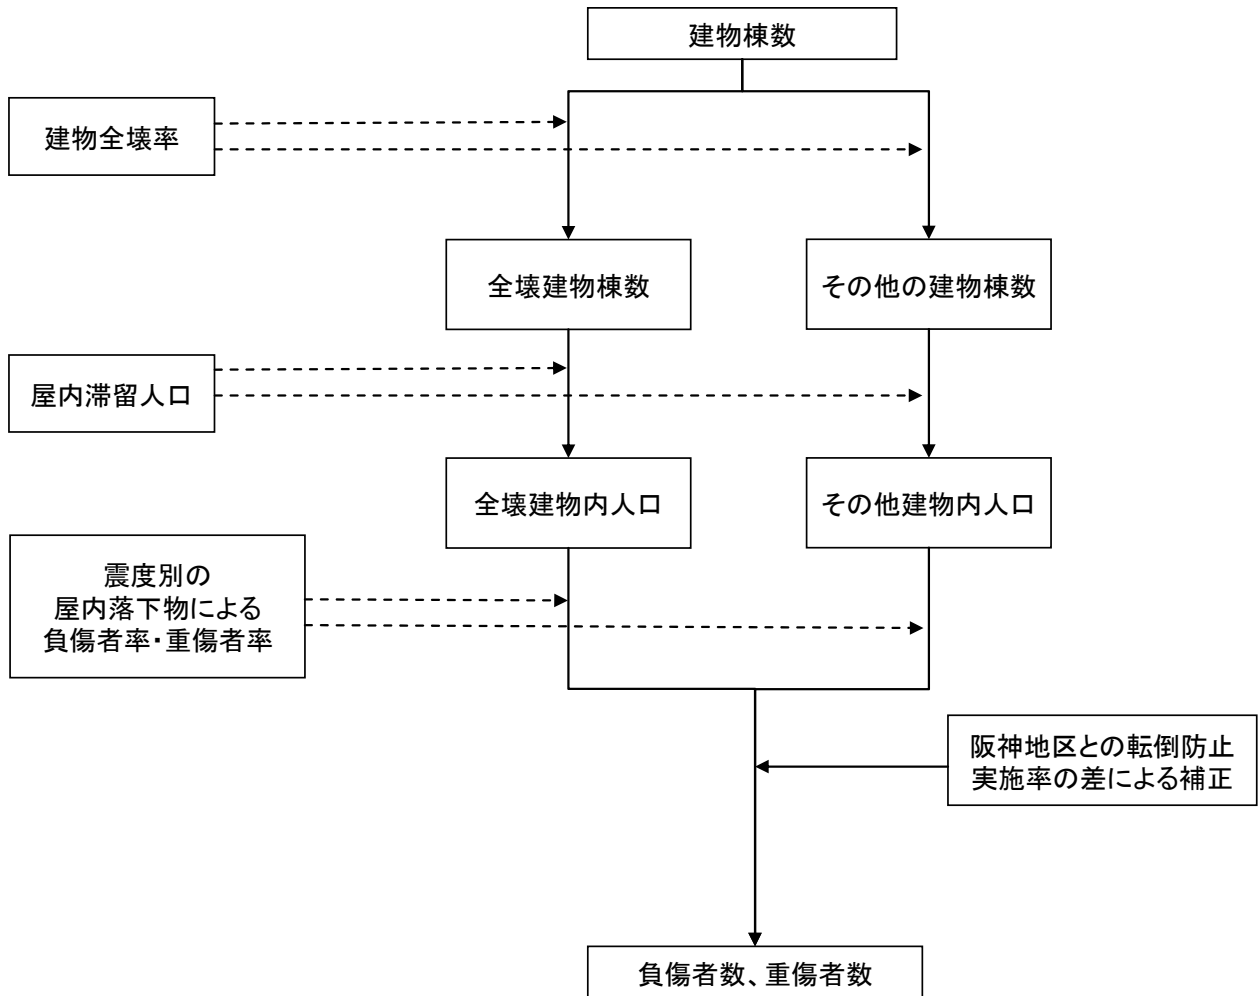 建物棟数
建物全壊率
全壊建物棟数
その他の建物棟数
屋内滞留人口
全壊建物内人口
その他建物内人口
震度別の
屋内落下物による
負傷者率・重傷者率
阪神地区との転倒防止
実施率の差による補正
負傷者数、重傷者数